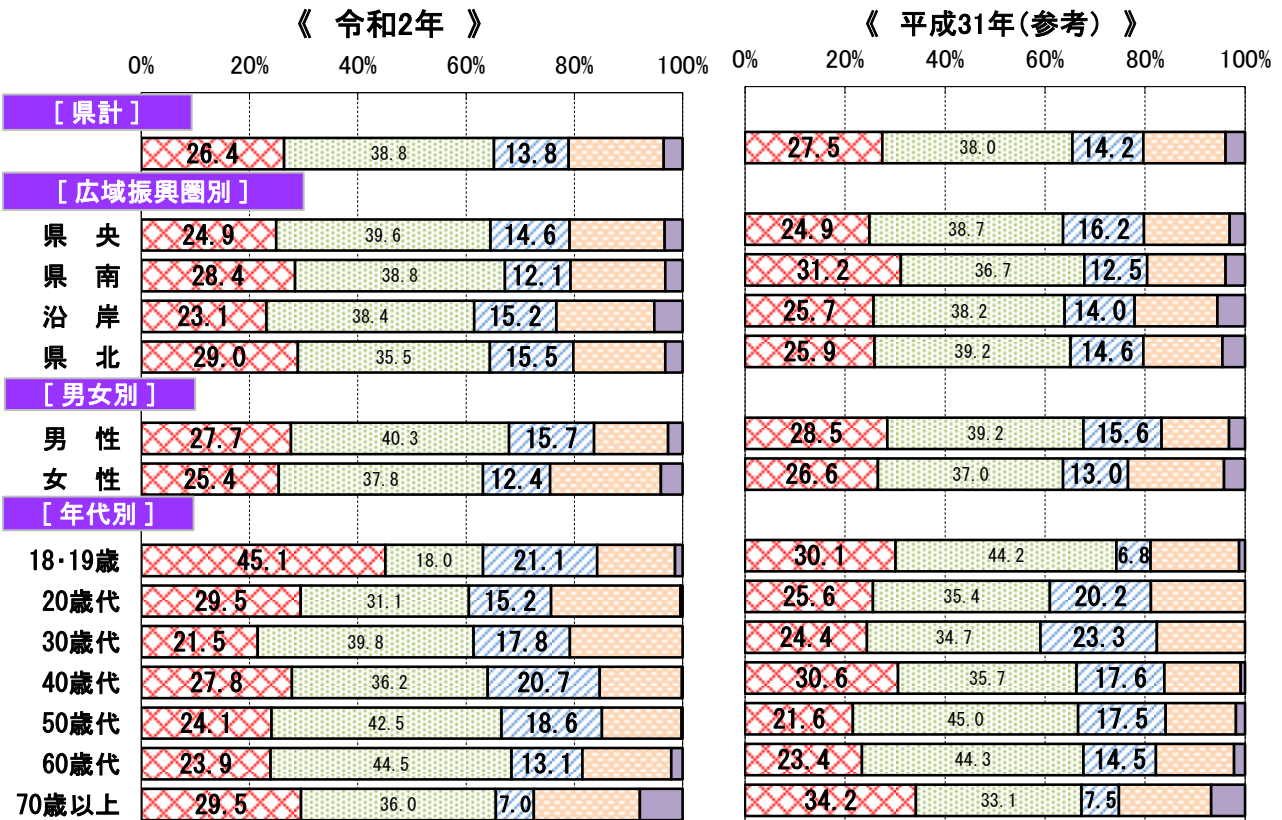 《 令和2年 》 《 平成31年（参考） 》
0% 20% 40% 60% 80% 100% 0% 20% 40% 60% 80% 100%
[ 県計 ]
26.4 38.8 13.8 27.5 38.0 14.2
[ 広域振興圏別 ]
県 央 24.9 39.6 14.6 24.9 38.7 16.2
県 南 28.4 38.8 12.1 31.2 36.7 12.5
沿 岸 23.1 38.4 15.2 25.7 38.2 14.0
県 北 29.0 35.5 15.5 25.9 39.2 14.6
[ 男女別 ]
男 性 27.7 40.3 15.7 28.5 39.2 15.6
女 性 25.4 37.8 12.4 26.6 37.0 13.0
[ 年代別 ]
18・19歳 45.1 18.0 21.1 30.1 44.2 6.8
20歳代 29.5 31.1 15.2 25.6 35.4 20.2
30歳代 21.5 39.8 17.8 24.4 34.7 23.3
40歳代 27.8 36.2 20.7 30.6 35.7 17.6
50歳代 24.1 42.5 18.6 21.6 45.0 17.5
60歳代 23.9 44.5 13.1 23.4 44.3 14.5
70歳以上 29.5 36.0 7.0 34.2 33.1 7.5